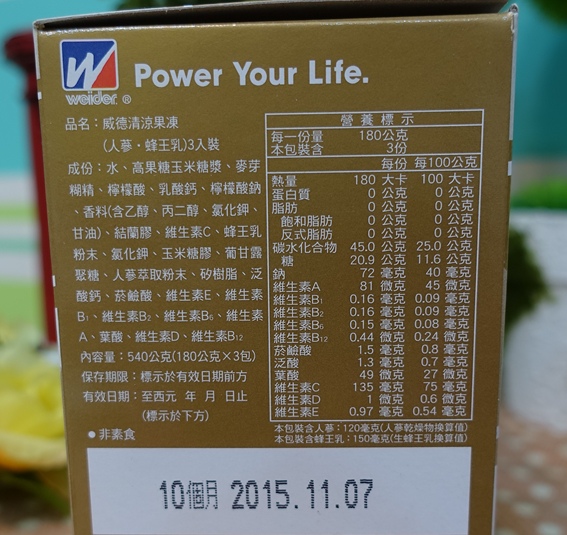 weider ®
Power Your Life.
品名：威德清涼果凍
(人蔘・蜂王乳)3入裝
成份：水、高果糖玉米糖漿、麥芽
糊精、檸檬酸、乳酸鈣、檸檬酸鈉
、香料(含乙醇、丙二醇、氯化鉀、
甘油)、結蘭膠、維生素C、蜂王乳
粉末、氯化鉀、玉米糖膠、葡甘露
聚糖、人蔘萃取粉末、矽樹脂、泛
酸鈣、菸鹼酸、維生素E、維生素
B₁、維生素B₂、維生素B₆、維生素
A、葉酸、維生素D、維生素B₁₂
內容量：540公克(180公克×3包)
保存期限：標示於有效日期前方
有效日期：至西元 年 月 日止
(標示於下方)
●非素食
營養標示
每一份量 180公克
本包裝含 3份
每份 每100公克
熱量 180 大卡 100 大卡
蛋白質 0 公克 0 公克
脂肪 0 公克 0 公克
飽和脂肪 0 公克 0 公克
反式脂肪 0 公克 0 公克
碳水化合物 45.0 公克 25.0 公克
糖 20.9 公克 11.6 公克
鈉 72 毫克 40 毫克
維生素A 81 微克 45 微克
維生素B₁ 0.16 毫克 0.09 毫克
維生素B₂ 0.16 毫克 0.09 毫克
維生素B₆ 0.15 毫克 0.08 毫克
維生素B₁₂ 0.44 微克 0.24 微克
菸鹼酸 1.5 毫克 0.8 毫克
泛酸 1.3 毫克 0.7 毫克
葉酸 49 微克 27 微克
維生素C 135 毫克 75 毫克
維生素D 1 微克 0.6 微克
維生素E 0.97 毫克 0.54 毫克
本包裝含人蔘：120毫克(人蔘乾燥物換算值)
本包裝含蜂王乳：150毫克(生蜂王乳換算值)
10個月 2015.11.07